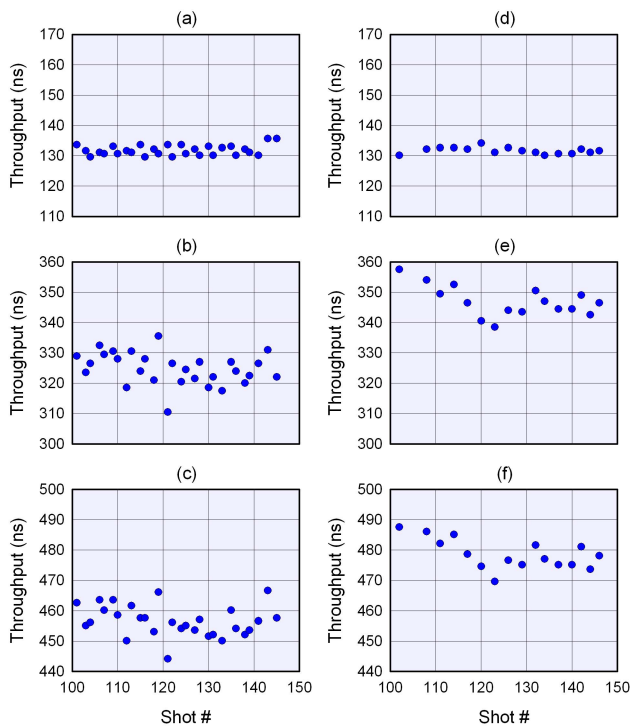 (a)
170
160
150
140
130
120
110
Throughput (ns)
(d)
170
160
150
140
130
120
110
Throughput (ns)
(b)
360
350
340
330
320
310
300
Throughput (ns)
(e)
360
350
340
330
320
310
300
Throughput (ns)
(c)
500
490
480
470
460
450
440
Throughput (ns)
100 110 120 130 140 150
Shot #
(f)
500
490
480
470
460
450
440
Throughput (ns)
100 110 120 130 140 150
Shot #